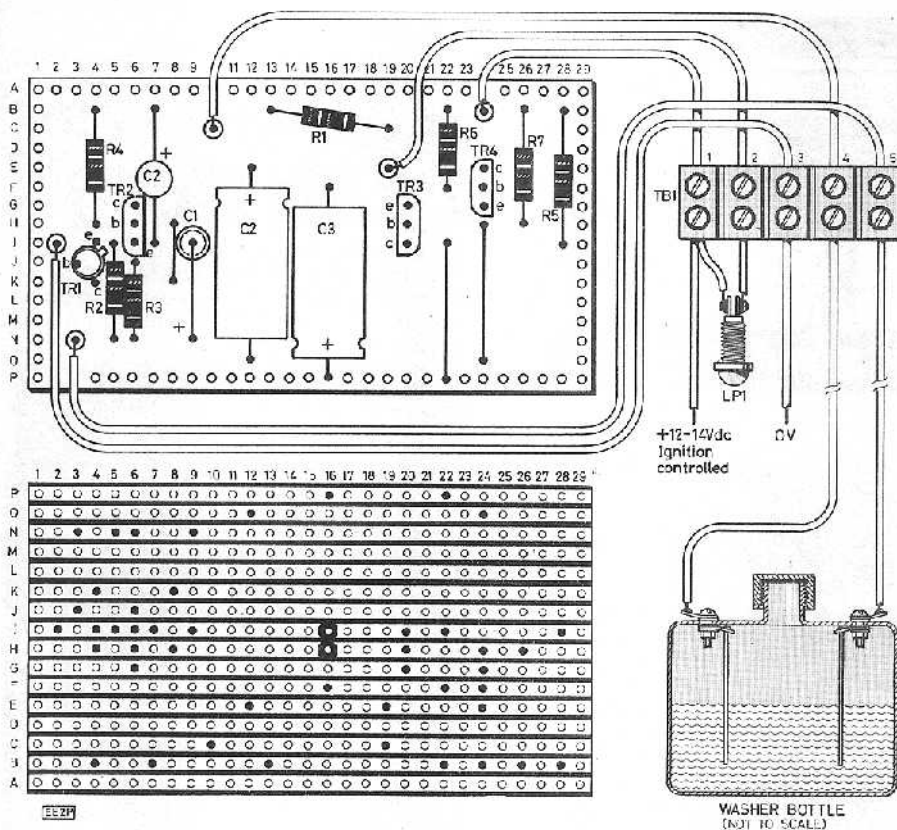 1 2 3 4 5 6 7 8 9 11 12 13 14 15 16 17 18 19 20 21 22 23 25 26 27 28 29
A
B
C
D
E
F
G
H
I
J
K
L
M
N
O
P
R4
+
C2
TR2
c
b
e
e
b
c
TR1
R2
R3
C1
+
+
C2
C3
+
R1
TR3
e
b
c
R6
TR4
c
b
e
R7
R5
TB1
1 2 3 4 5
LP1
+12-14Vdc
Ignition
controlled
0V
1 2 3 4 5 6 7 8 9 10 11 12 13 14 15 16 17 18 19 20 21 22 23 24 25 26 27 28 29
P
O
N
M
L
K
J
I
H
G
F
E
D
C
B
A
EE2P
WASHER BOTTLE
(NOT TO SCALE)